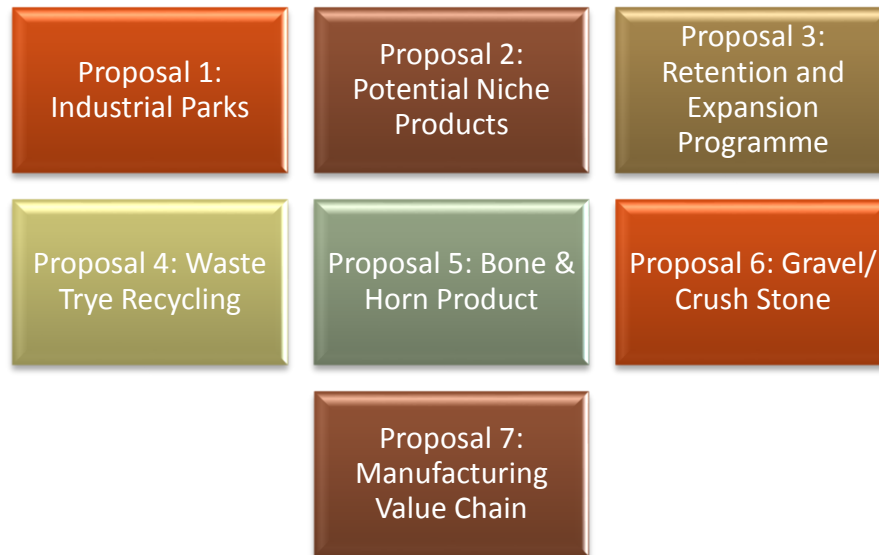 Proposal 1:
Industrial Parks
Proposal 2:
Potential Niche
Products
Proposal 3:
Retention and
Expansion
Programme
Proposal 4: Waste
Trye Recycling
Proposal 5: Bone &
Horn Product
Proposal 6: Gravel/
Crush Stone
Proposal 7:
Manufacturing
Value Chain